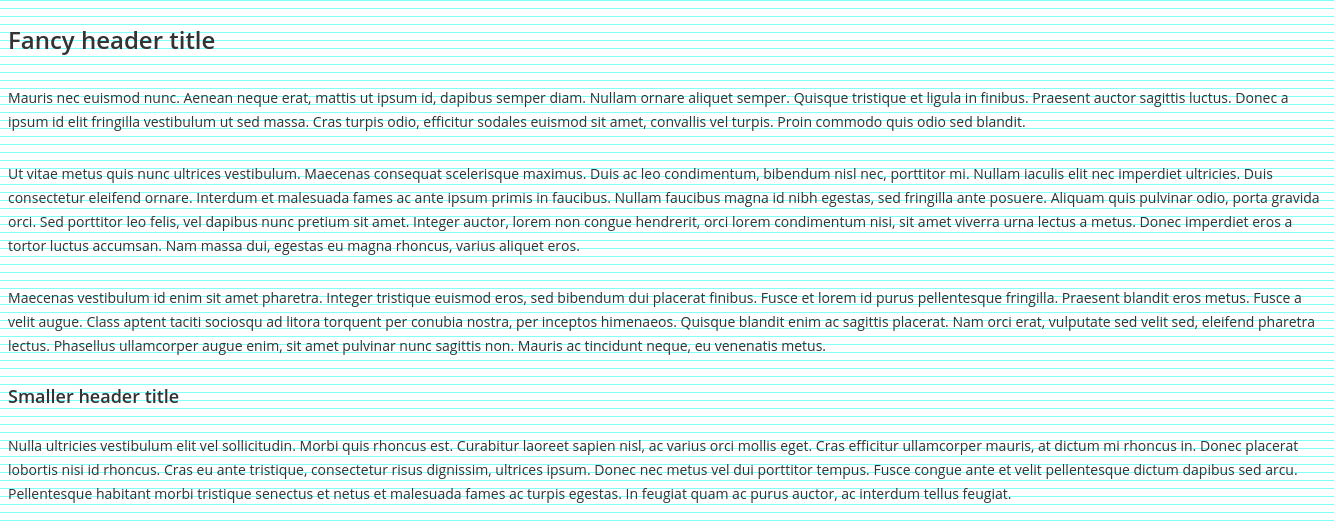 Fancy header title
Mauris nec euismod nunc. Aenean neque erat, mattis ut ipsum id, dapibus semper diam. Nullam ornare aliquet semper. Quisque tristique et ligula in finibus. Praesent auctor sagittis luctus. Donec a
ipsum id elit fringilla vestibulum ut sed massa. Cras turpis odio, efficitur sodales euismod sit amet, convallis vel turpis. Proin commodo quis odio sed blandit.
Ut vitae metus quis nunc ultrices vestibulum. Maecenas consequat scelerisque maximus. Duis ac leo condimentum, bibendum nisl nec, porttitor mi. Nullam iaculis elit nec imperdiet ultricies. Duis
consectetur eleifend ornare. Interdum et malesuada fames ac ante ipsum primis in faucibus. Nullam faucibus magna id nibh egestas, sed fringilla ante posuere. Aliquam quis pulvinar odio, porta gravida
orci. Sed porttitor leo felis, vel dapibus nunc pretium sit amet. Integer auctor, lorem non congue hendrerit, orci lorem condimentum nisi, sit amet viverra urna lectus a metus. Donec imperdiet eros a
tortor luctus accumsan. Nam massa dui, egestas eu magna rhoncus, varius aliquet eros.
Maecenas vestibulum id enim sit amet pharetra. Integer tristique euismod eros, sed bibendum dui placerat finibus. Fusce et lorem id purus pellentesque fringilla. Praesent blandit eros metus. Fusce a
velit augue. Class aptent taciti sociosqu ad litora torquent per conubia nostra, per inceptos himenaeos. Quisque blandit enim ac sagittis placerat. Nam orci erat, vulputate sed velit sed, eleifend pharetra
lectus. Phasellus ullamcorper augue enim, sit amet pulvinar nunc sagittis non. Mauris ac tincidunt neque, eu venenatis metus.
Smaller header title
Nulla ultricies vestibulum elit vel sollicitudin. Morbi quis rhoncus est. Curabitur laoreet sapien nisl, ac varius orci mollis eget. Cras efficitur ullamcorper mauris, at dictum mi rhoncus in. Donec placerat
lobortis nisi id rhoncus. Cras eu ante tristique, consectetur risus dignissim, ultrices ipsum. Donec nec metus vel dui porttitor tempus. Fusce congue ante et velit pellentesque dictum dapibus sed arcu.
Pellentesque habitant morbi tristique senectus et netus et malesuada fames ac turpis egestas. In feugiat quam ac purus auctor, ac interdum tellus feugiat.